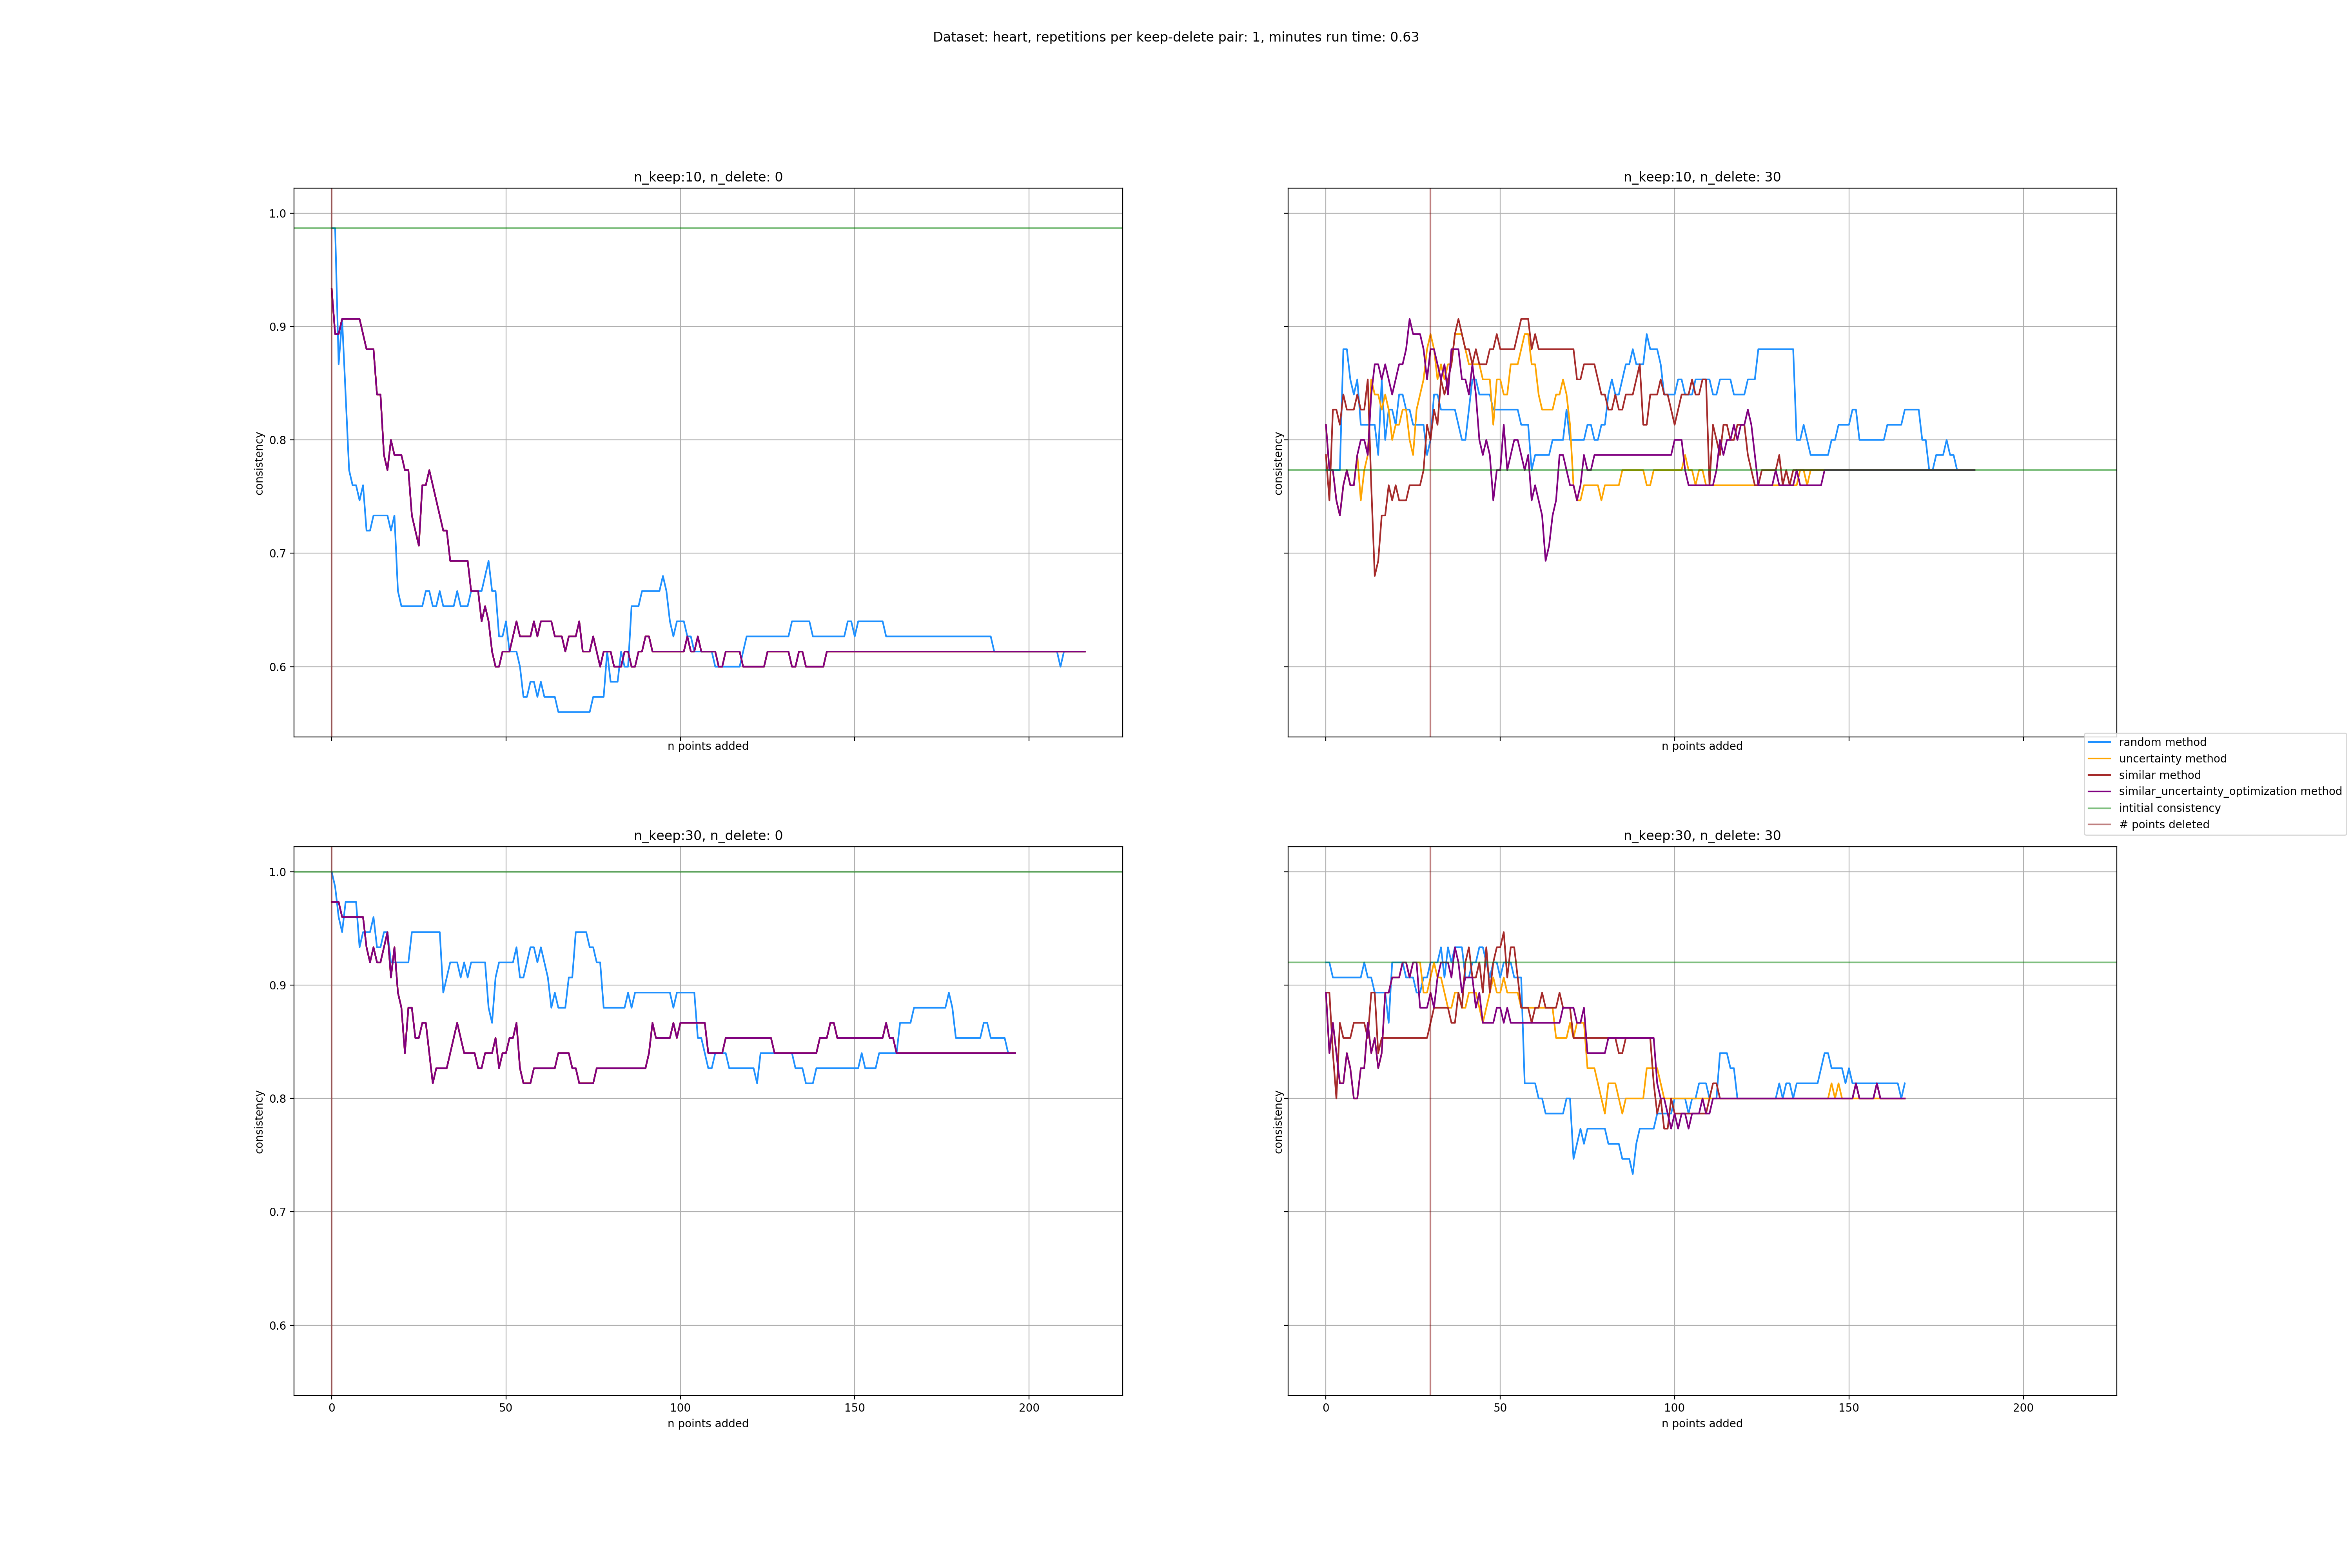 Dataset: heart, repetitions per keep-delete pair: 1, minutes run time: 0.63
n_keep:10, n_delete: 0
1.0
0.9
0.8
0.7
0.6
consistency
n points added
n_keep:10, n_delete: 30
consistency
n points added
random method
uncertainty method
similar method
similar_uncertainty_optimization method
intitial consistency
# points deleted
n_keep:30, n_delete: 0
1.0
0.9
0.8
0.7
0.6
consistency
0 50 100 150 200
n points added
n_keep:30, n_delete: 30
consistency
0 50 100 150 200
n points added